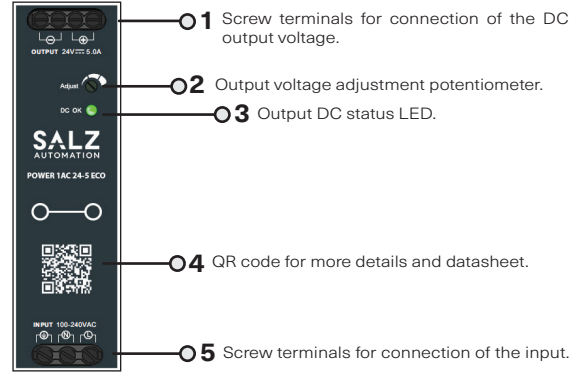 1 Screw terminals for connection of the DC
output voltage.
OUTPUT 24V⎓ 5.0A
Adjust
2 Output voltage adjustment potentiometer.
DC OK
3 Output DC status LED.
SALZ
AUTOMATION
POWER 1AC 24-5 ECO
4 QR code for more details and datasheet.
INPUT 100-240VAC
N L
5 Screw terminals for connection of the input.